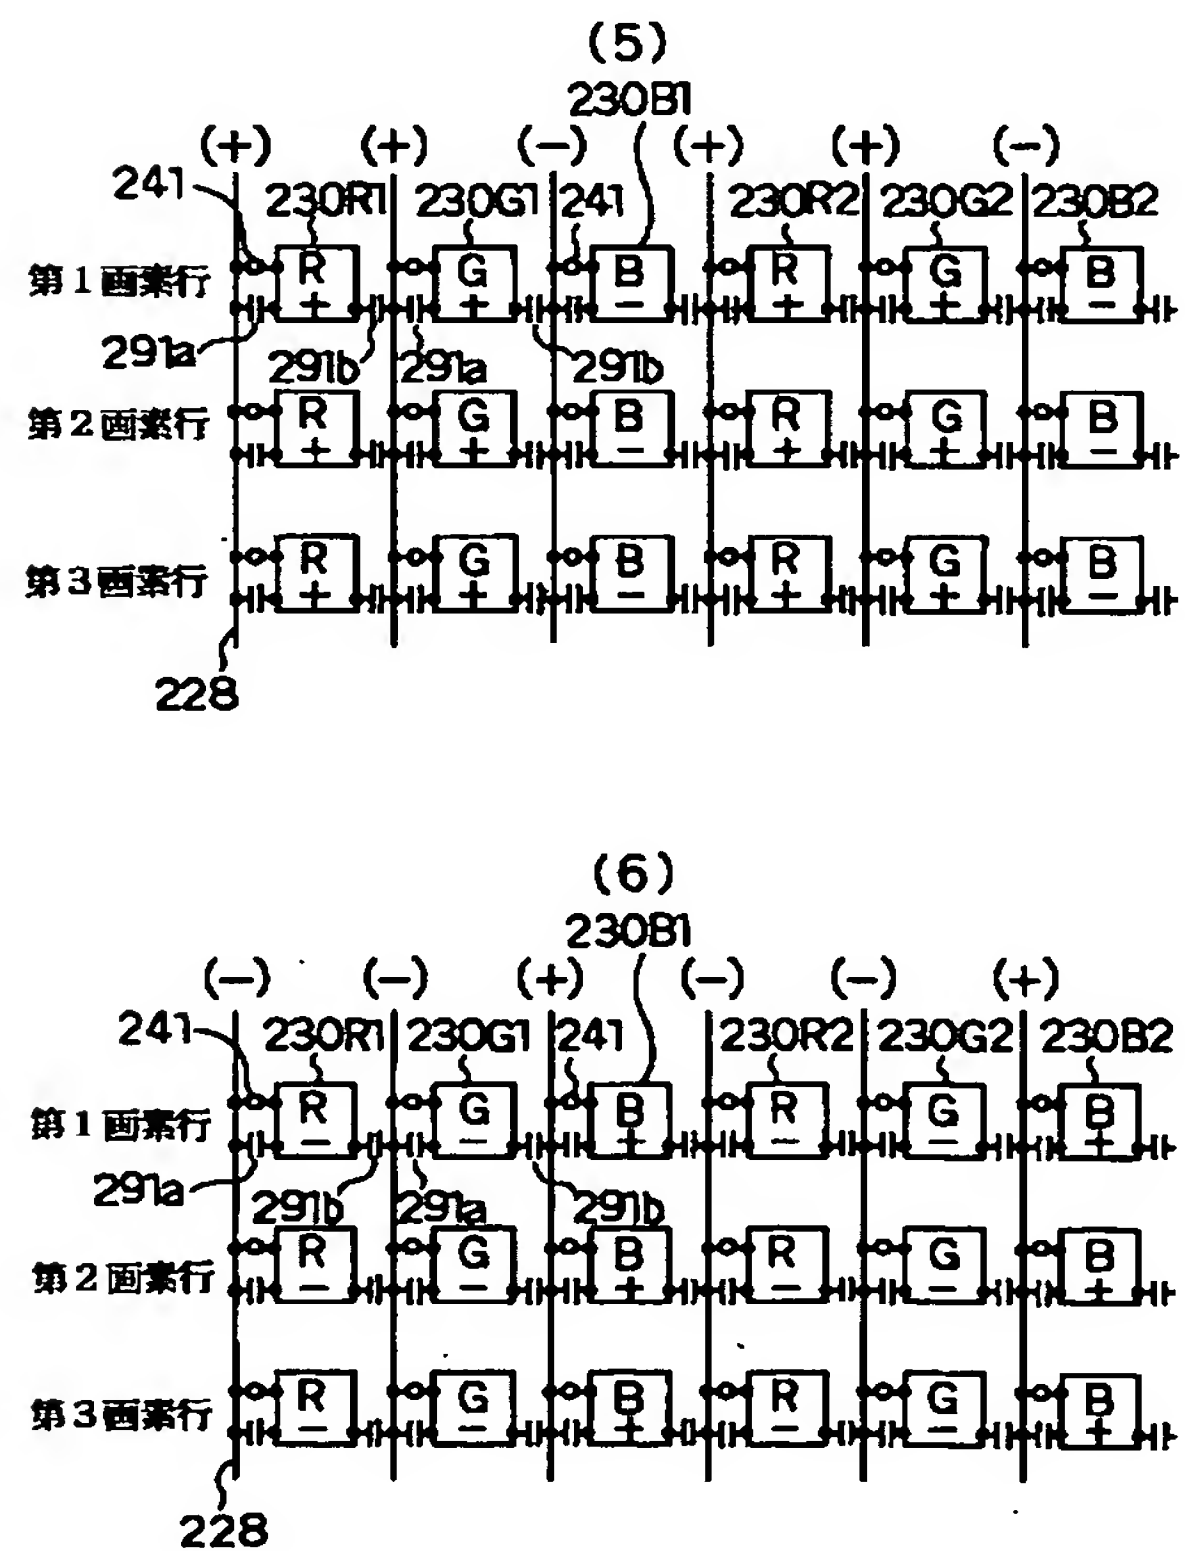 (5)
230B1
(+) (+) (-) (+) (+) (-)
241 230R1 230G1 241 230R2 230G2 230B2
第1画素行 R G B R G B
+ + - + + -
291a 291b 291a 291b
第2画素行 R G B R G B
+ + - + + -
第3画素行 R G B R G B
+ + - + + -
228
(6)
230B1
(-) (-) (+) (-) (-) (+)
241 230R1 230G1 241 230R2 230G2 230B2
第1画素行 R G B R G B
- - + - - +
291a 291b 291a 291b
第2画素行 R G B R G B
- - + - - +
第3画素行 R G B R G B
- - + - - +
228